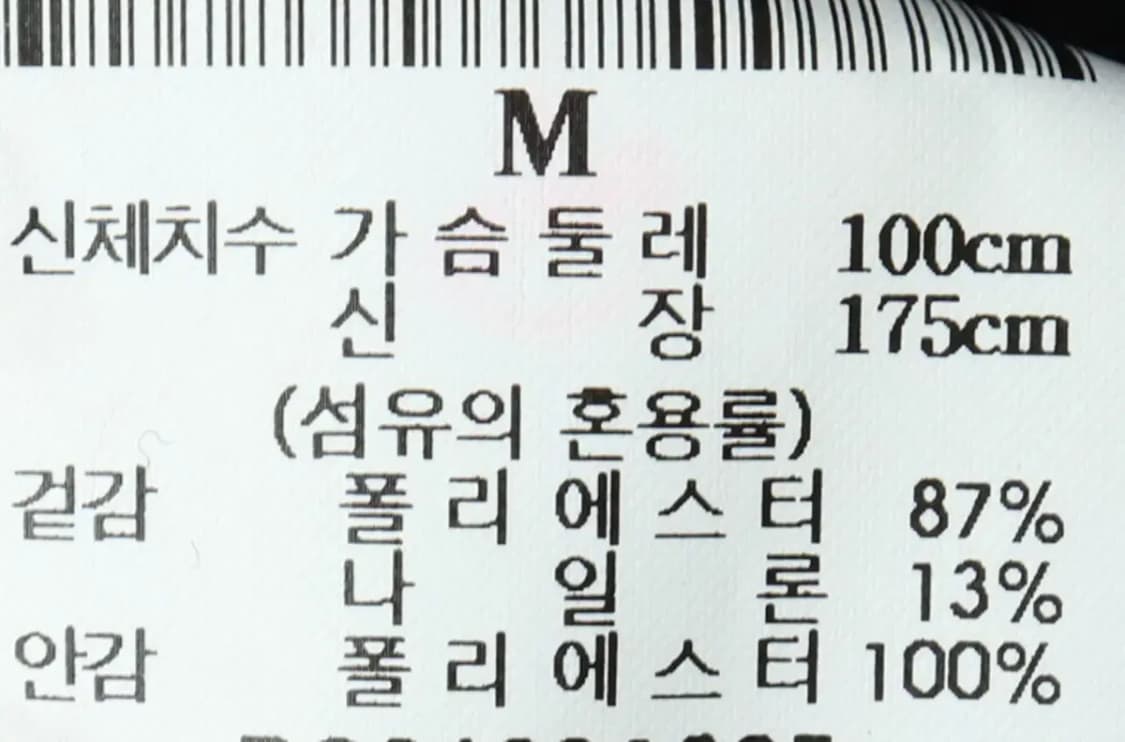 M
신체치수 가슴둘레 100cm
신장 175cm
(섬유의 혼용률)
겉감 폴리에스터 87%
나일론 13%
안감 폴리에스터 100%